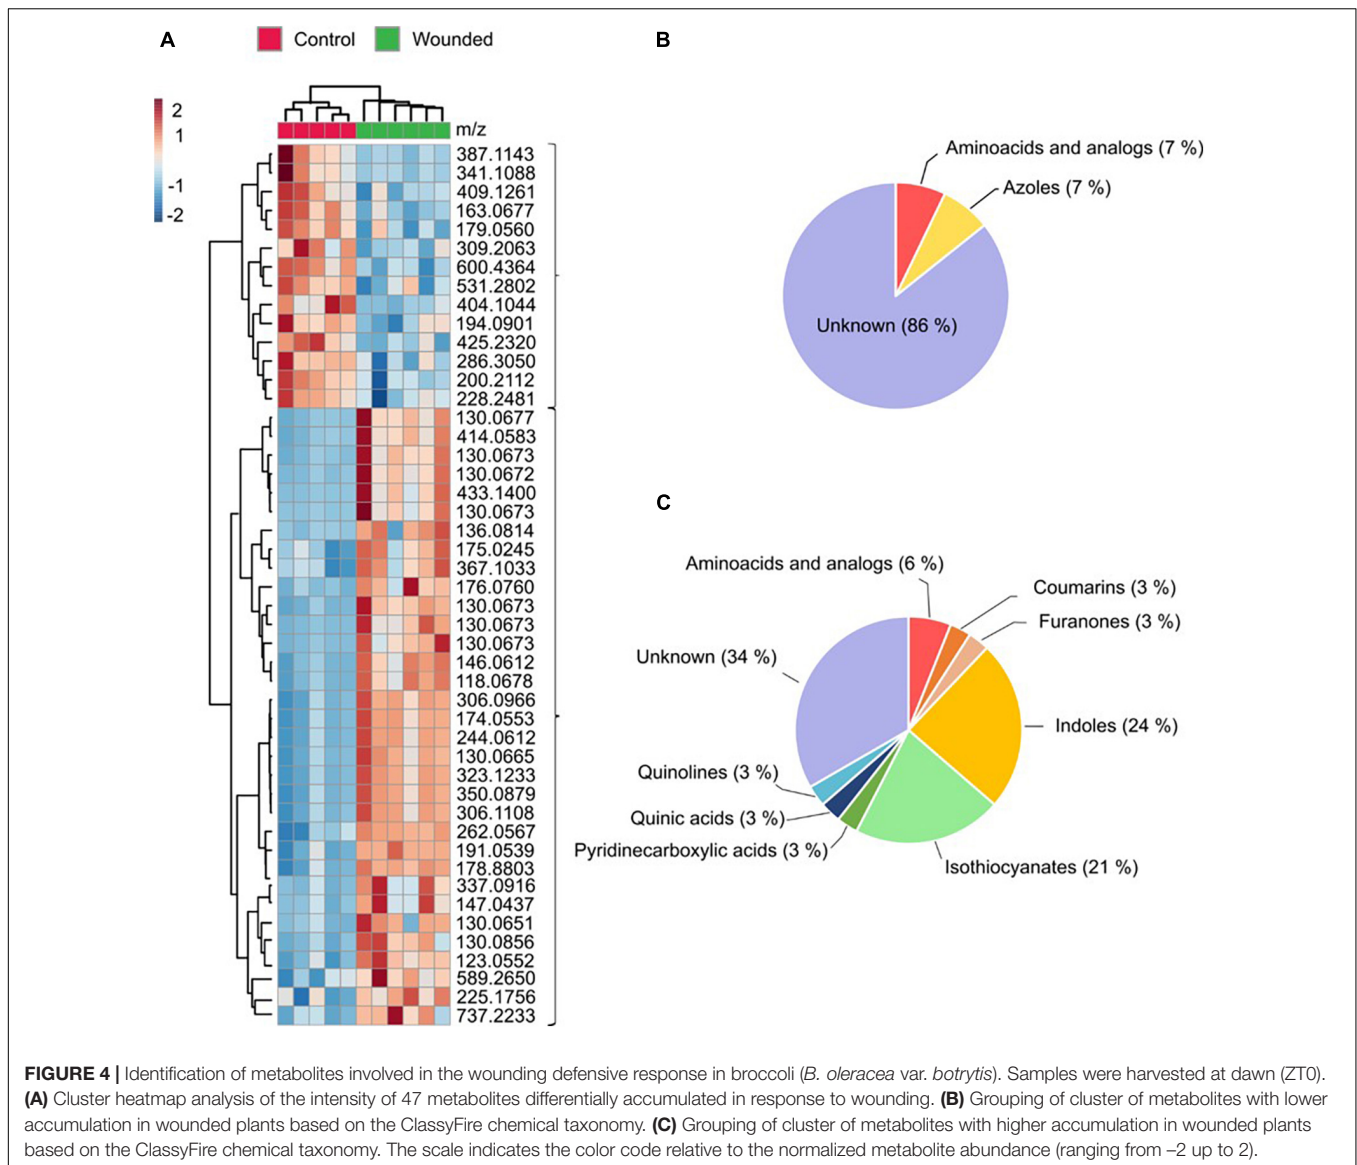 A
Control
Wounded
B
2
1
-1
-2
m/z
387.1143
341.1088
409.1261
163.0677
179.0560
309.2063
600.4364
531.2802
404.1044
194.0901
425.2320
286.3050
200.2112
228.2481
130.0677
414.0583
130.0673
130.0672
433.1400
130.0673
136.0814
175.0245
367.1033
176.0760
130.0673
130.0673
130.0673
146.0612
118.0678
306.0966
174.0553
244.0612
130.0665
323.1233
350.0879
306.1108
262.0567
191.0539
178.8803
337.0916
147.0437
130.0651
130.0856
123.0552
589.2650
225.1756
737.2233
Aminoacids and analogs (7 %)
Azoles (7 %)
Unknown (86 %)
C
Aminoacids and analogs (6 %)
Coumarins (3 %)
Furanones (3 %)
Unknown (34 %)
Indoles (24 %)
Quinolines (3 %)
Quinic acids (3 %)
Pyridinecarboxylic acids (3 %)
Isothiocyanates (21 %)
FIGURE 4 | Identification of metabolites involved in the wounding defensive response in broccoli (B. oleracea var. botrytis). Samples were harvested at dawn (ZT0).
(A) Cluster heatmap analysis of the intensity of 47 metabolites differentially accumulated in response to wounding. (B) Grouping of cluster of metabolites with lower
accumulation in wounded plants based on the ClassyFire chemical taxonomy. (C) Grouping of cluster of metabolites with higher accumulation in wounded plants
based on the ClassyFire chemical taxonomy. The scale indicates the color code relative to the normalized metabolite abundance (ranging from –2 up to 2).